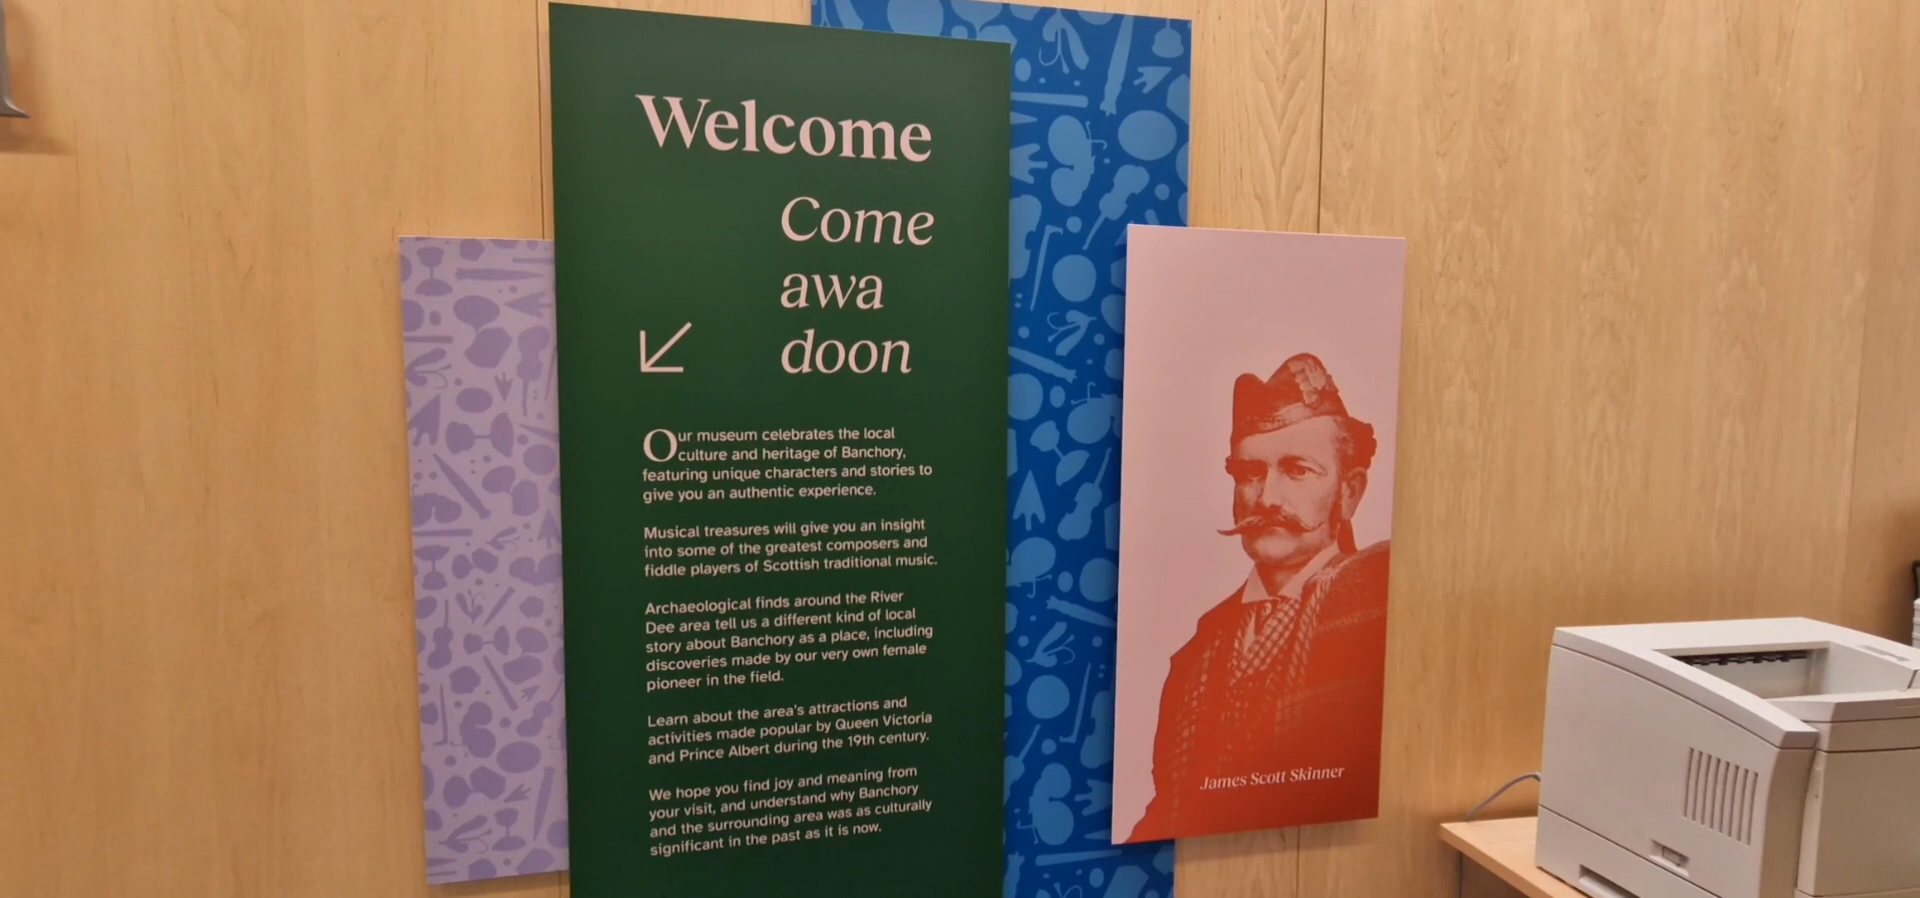 Welcome
Come
awa
doon
Our museum celebrates the local
culture and heritage of Banchory,
featuring unique characters and stories to
give you an authentic experience.
Musical treasures will give you an insight
into some of the greatest composers and
fiddle players of Scottish traditional music.
Archaeological finds around the River
Dee area tell us a different kind of local
story about Banchory as a place, including
discoveries made by our very own female
pioneer in the field.
Learn about the area's attractions and
activities made popular by Queen Victoria
and Prince Albert during the 19th century.
We hope you find joy and meaning from
your visit, and understand why Banchory
and the surrounding area was as culturally
significant in the past as it is now.
James Scott Skinner